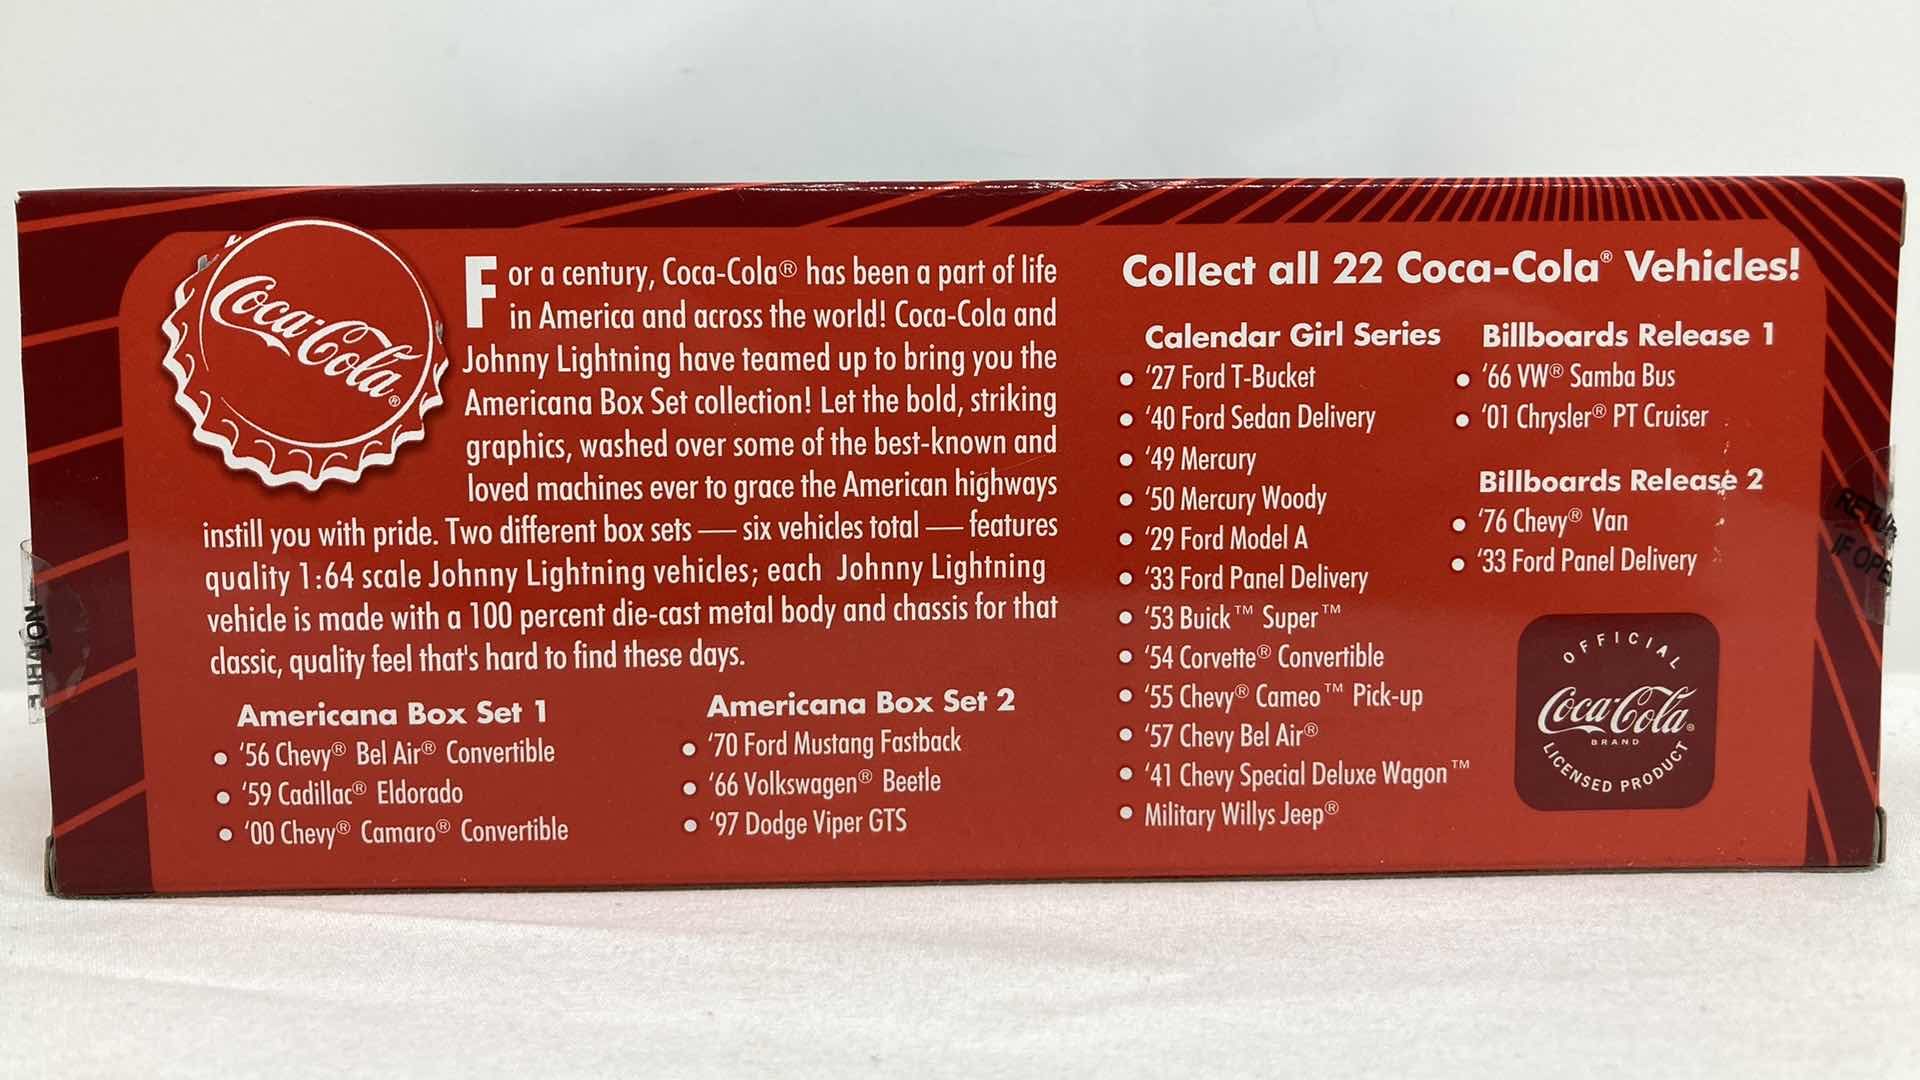 Coca-Cola®
For a century, Coca-Cola® has been a part of life
in America and across the world! Coca-Cola and
Johnny Lightning have teamed up to bring you the
Americana Box Set collection! Let the bold, striking
graphics, washed over some of the best-known and
loved machines ever to grace the American highways
instill you with pride. Two different box sets — six vehicles total — features
quality 1:64 scale Johnny Lightning vehicles; each Johnny Lightning
vehicle is made with a 100 percent die-cast metal body and chassis for that
classic, quality feel that's hard to find these days.
Americana Box Set 1
• ‘56 Chevy® Bel Air® Convertible
• ‘59 Cadillac® Eldorado
• ‘00 Chevy® Camaro® Convertible
Americana Box Set 2
• ‘70 Ford Mustang Fastback
• ‘66 Volkswagen® Beetle
• ‘97 Dodge Viper GTS
Collect all 22 Coca-Cola® Vehicles!
Calendar Girl Series
• ‘27 Ford T-Bucket
• ‘40 Ford Sedan Delivery
• ‘49 Mercury
• ‘50 Mercury Woody
• ‘29 Ford Model A
• ‘33 Ford Panel Delivery
• ‘53 Buick™ Super™
• ‘54 Corvette® Convertible
• ‘55 Chevy® Cameo™ Pick-up
• ‘57 Chevy Bel Air®
• ‘41 Chevy Special Deluxe Wagon™
• Military Willys Jeep®
Billboards Release 1
• ‘66 VW® Samba Bus
• ‘01 Chrysler® PT Cruiser
Billboards Release 2
• ‘76 Chevy® Van
• ‘33 Ford Panel Delivery
OFFICIAL
Coca-Cola®
BRAND
LICENSED PRODUCT
NOT
IF